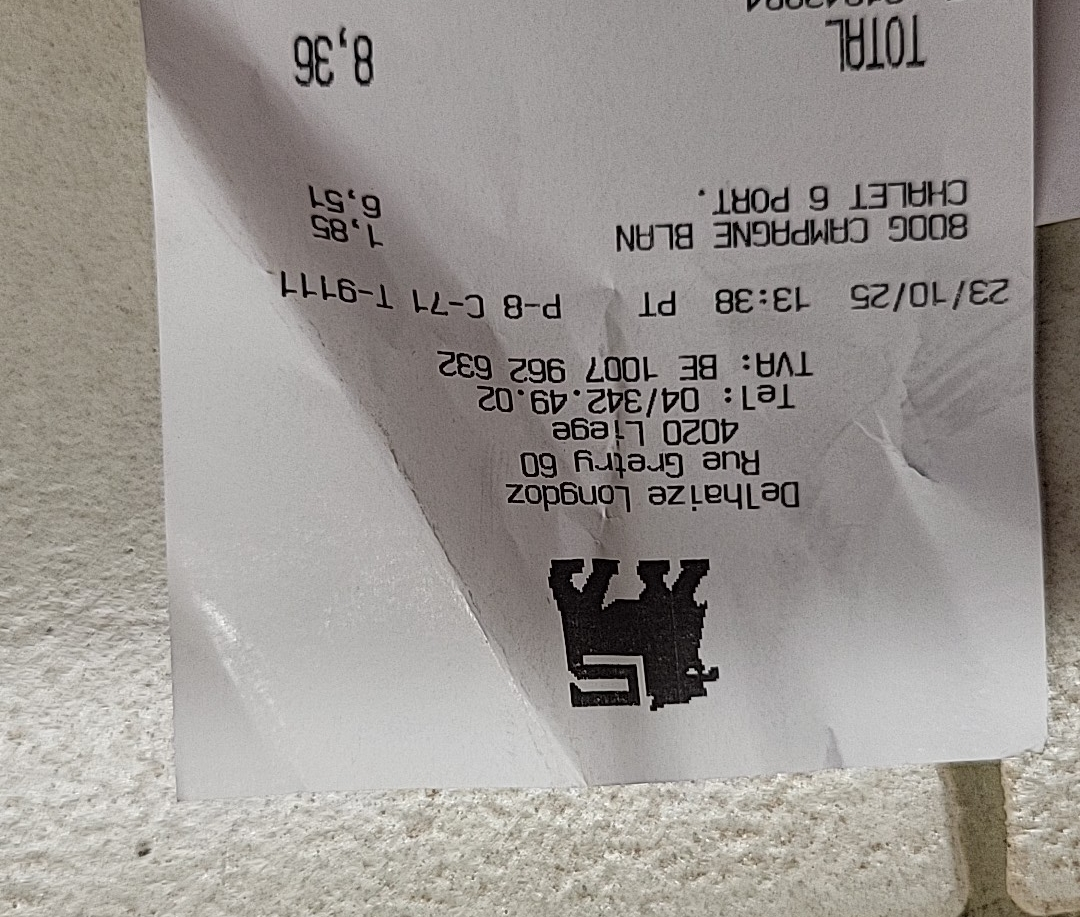 Delhaize Longdoz
Rue Gretry 60
4020 Liege
Tel: 04/342.49.02
TVA: BE 1007 962 632
23/10/25 13:38 PT P-8 C-71 T-9111
800G CAMPAGNE BLAN 1,85
CHALET 6 PORT. 6,51
TOTAL 8,36